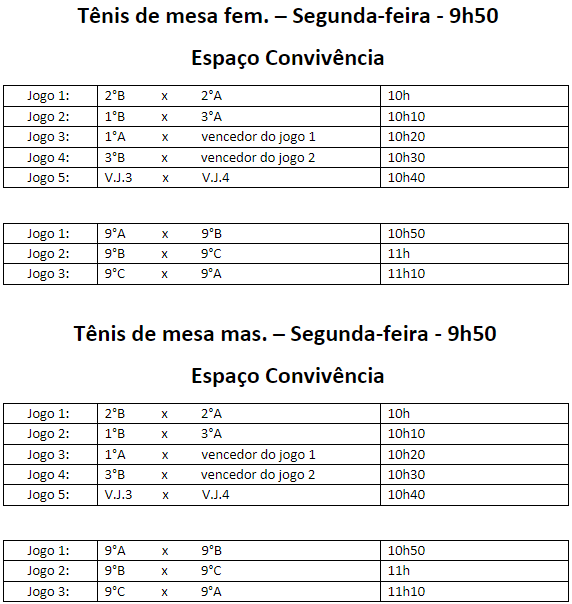 Tênis de mesa fem. – Segunda-feira - 9h50
Espaço Convivência
Jogo 1: 2°B x 2°A 10h
Jogo 2: 1°B x 3°A 10h10
Jogo 3: 1°A x vencedor do jogo 1 10h20
Jogo 4: 3°B x vencedor do jogo 2 10h30
Jogo 5: V.J.3 x V.J.4 10h40
Jogo 1: 9°A x 9°B 10h50
Jogo 2: 9°B x 9°C 11h
Jogo 3: 9°C x 9°A 11h10
Tênis de mesa mas. – Segunda-feira - 9h50
Espaço Convivência
Jogo 1: 2°B x 2°A 10h
Jogo 2: 1°B x 3°A 10h10
Jogo 3: 1°A x vencedor do jogo 1 10h20
Jogo 4: 3°B x vencedor do jogo 2 10h30
Jogo 5: V.J.3 x V.J.4 10h40
Jogo 1: 9°A x 9°B 10h50
Jogo 2: 9°B x 9°C 11h
Jogo 3: 9°C x 9°A 11h10